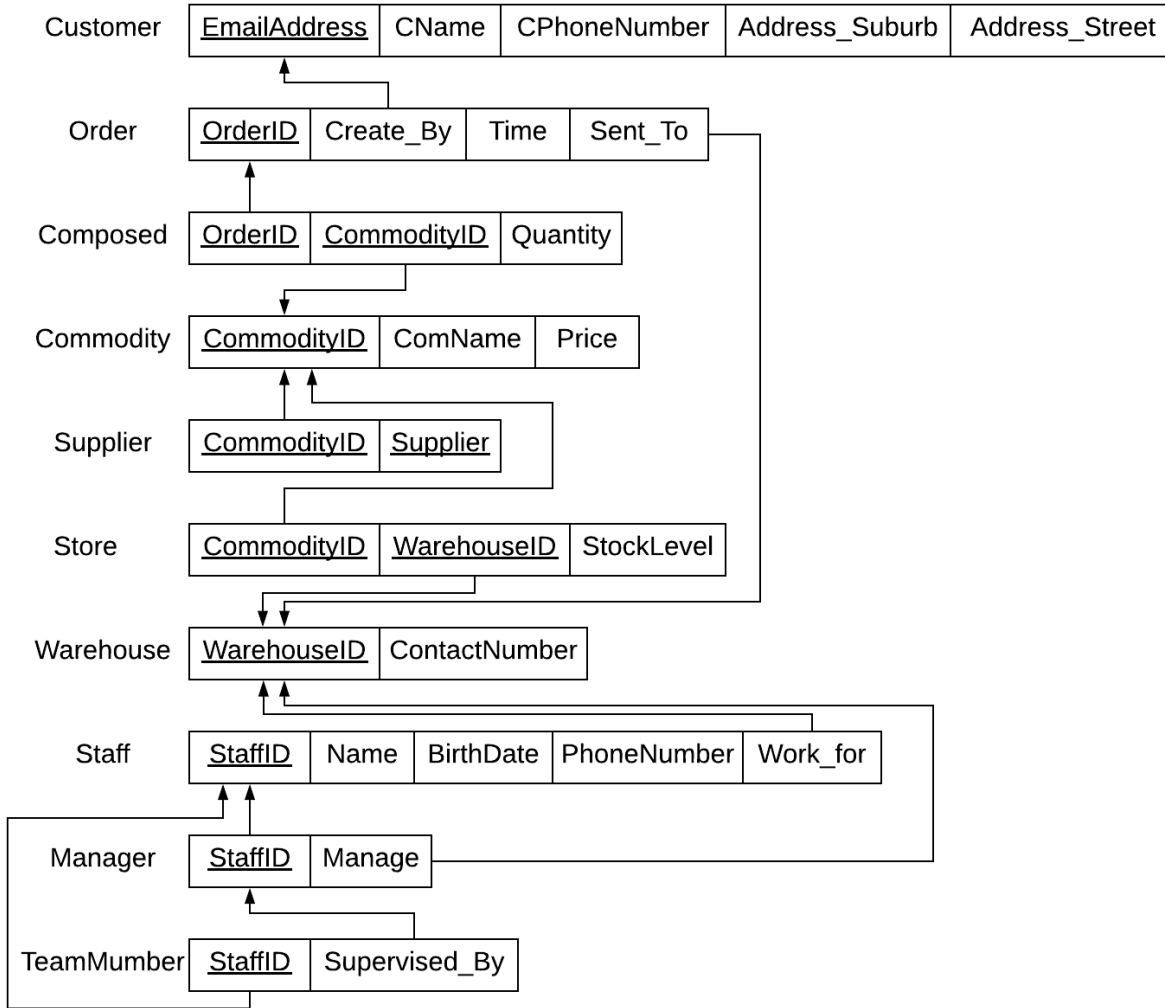 Customer EmailAddress CName CPhoneNumber Address_Suburb Address_Street
Order OrderID Create_By Time Sent_To
Composed OrderID CommodityID Quantity
Commodity CommodityID ComName Price
Supplier CommodityID Supplier
Store CommodityID WarehouseID StockLevel
Warehouse WarehouseID ContactNumber
Staff StaffID Name BirthDate PhoneNumber Work_for
Manager StaffID Manage
TeamMumber StaffID Supervised_By